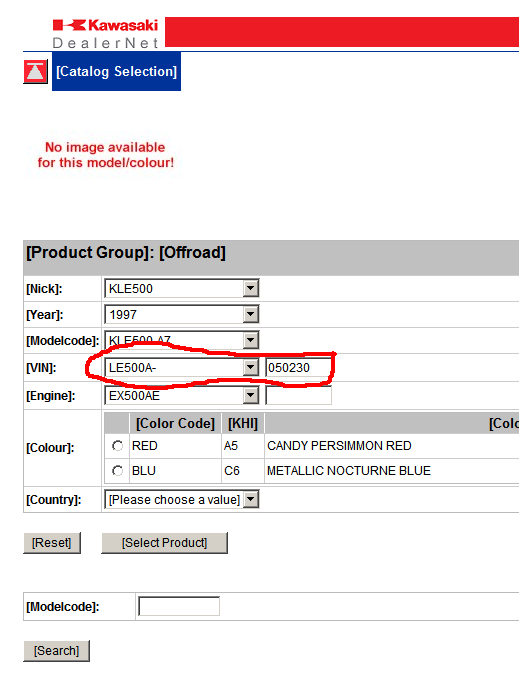 Kawasaki
DealerNet
[Catalog Selection]
No image available
for this model/colour!
[Product Group]: [Offroad]
[Nick]: KLE500
[Year]: 1997
[Modelcode]: KLE500-A7
[VIN]: LE500A- 050230
[Engine]: EX500AE
[Color Code] [KHI] [Colo
[Colour]:
RED A5 CANDY PERSIMMON RED
BLU C6 METALLIC NOCTURNE BLUE
[Country]: [Please choose a value]
[Reset] [Select Product]
[Modelcode]:
[Search]